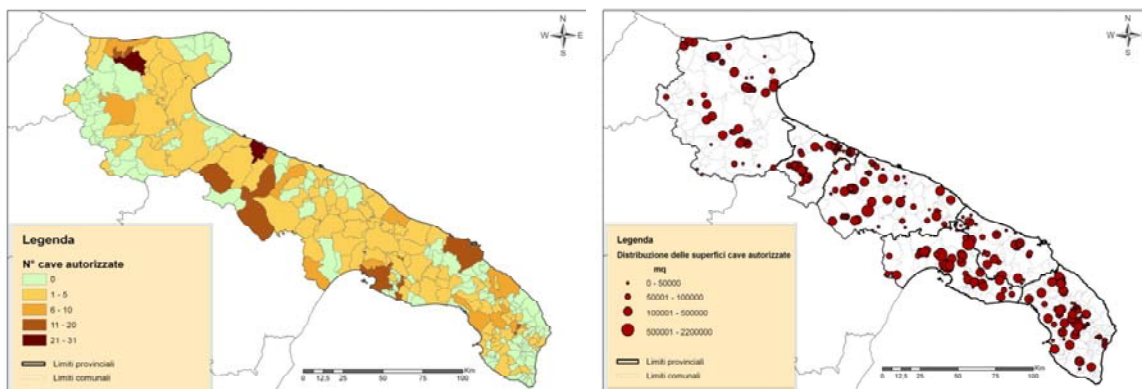 N
W E
S
Legenda
N° cave autorizzate
0
1 - 5
6 - 10
11 - 20
21 - 31
Limiti provinciali
Limiti comunali
Km
0 12,5 25 50 75 100
N
W E
S
Legenda
Distribuzione delle superfici cave autorizzate
mq
0 - 50000
50001 - 100000
100001 - 500000
500001 - 2200000
Limiti provinciali
Limiti comunali
Km
0 12,5 25 50 75 100